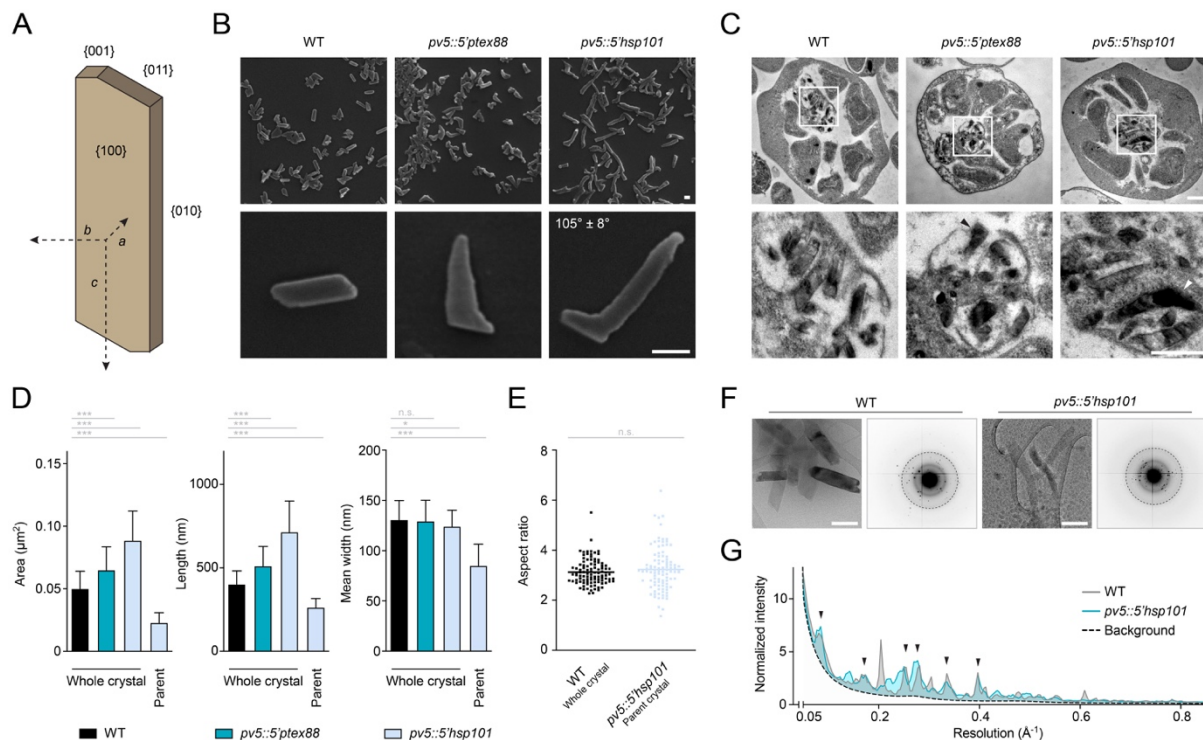 A
{001}
{011}
{100}
{010}
b
a
c
B
WT
pv5::5'ptex88
pv5::5'hsp101
105° ± 8°
C
WT
pv5::5'ptex88
pv5::5'hsp101
D
***
***
***
Area (µm²)
0.15
0.10
0.05
0.00
Whole crystal
Parent
***
***
***
Length (nm)
1000
500
0
Whole crystal
Parent
n.s.
*
***
Mean width (nm)
200
150
100
50
0
Whole crystal
Parent
WT
pv5::5'ptex88
pv5::5'hsp101
E
n.s.
Aspect ratio
8
6
4
2
0
WT
Whole crystal
pv5::5'hsp101
Parent crystal
F
WT
pv5::5'hsp101
G
Normalized intensity
10
5
0
WT
pv5::5'hsp101
Background
0.05
0.2
0.4
0.6
0.8
Resolution (Å⁻¹)